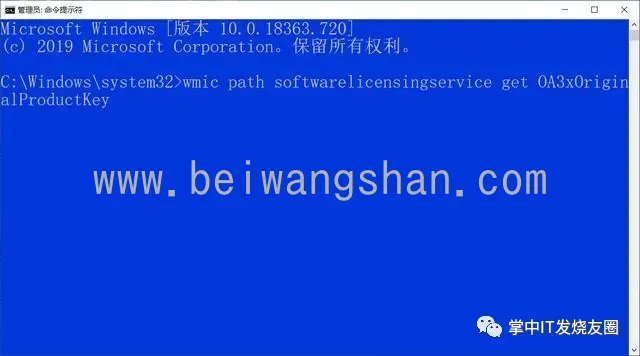 管理员: 命令提示符
Microsoft Windows [版本 10.0.18363.720]
(c) 2019 Microsoft Corporation。保留所有权利。
C:\Windows\system32>wmic path softwarelicensingservice get OA3xOrigin
alProductKey
www.beiwangshan.com
掌中IT发烧友圈